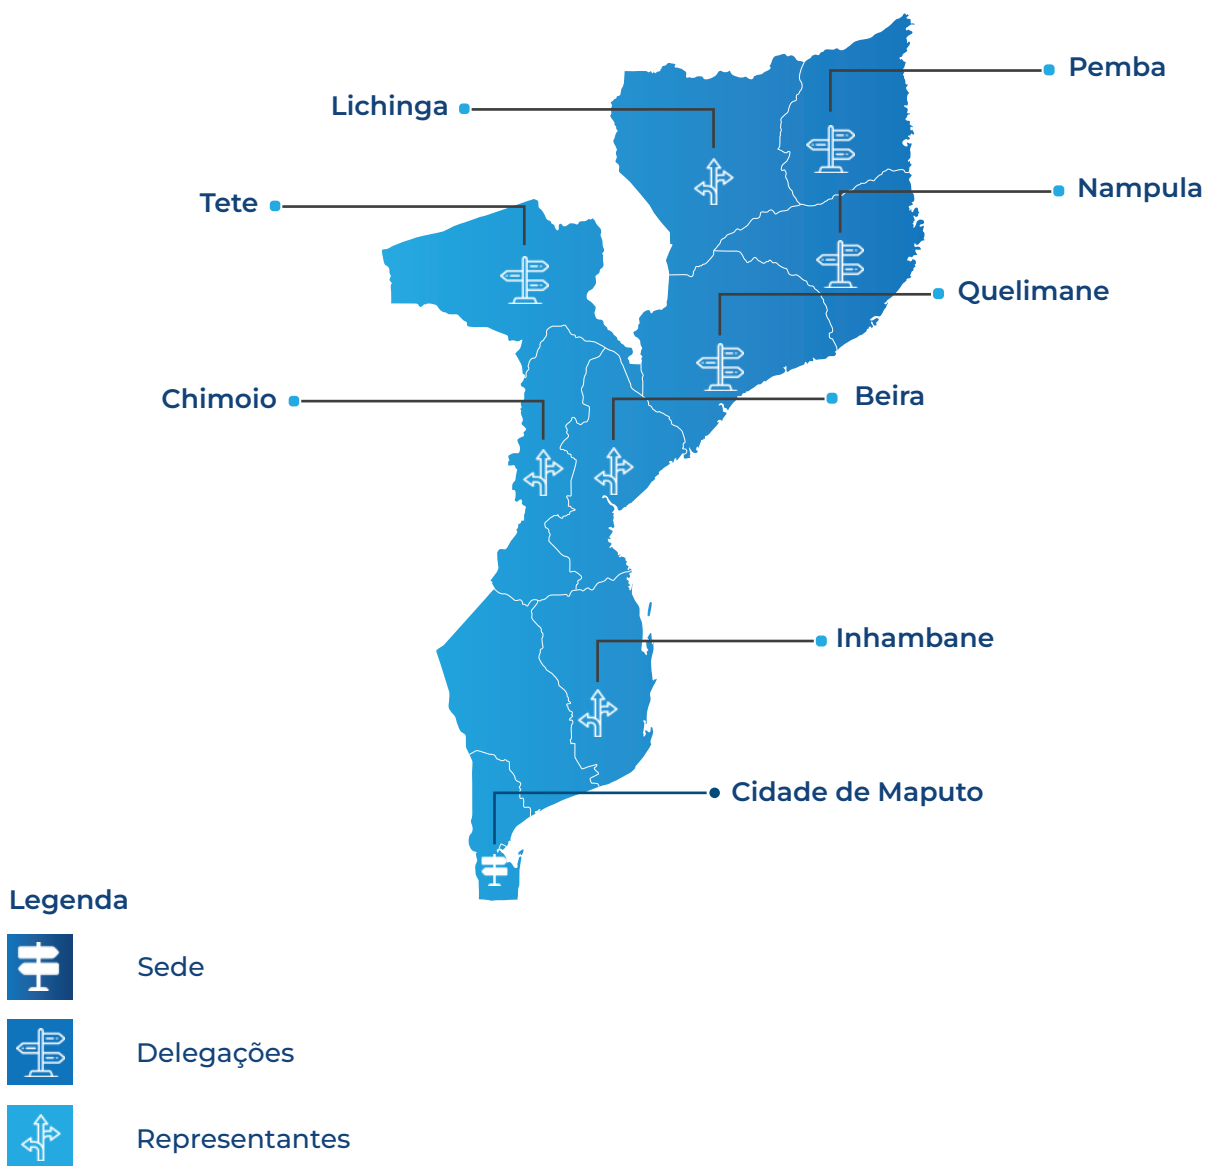 Pemba
Lichinga
Nampula
Tete
Quelimane
Beira
Chimoio
Inhambane
Cidade de Maputo
Legenda
Sede
Delegações
Representantes